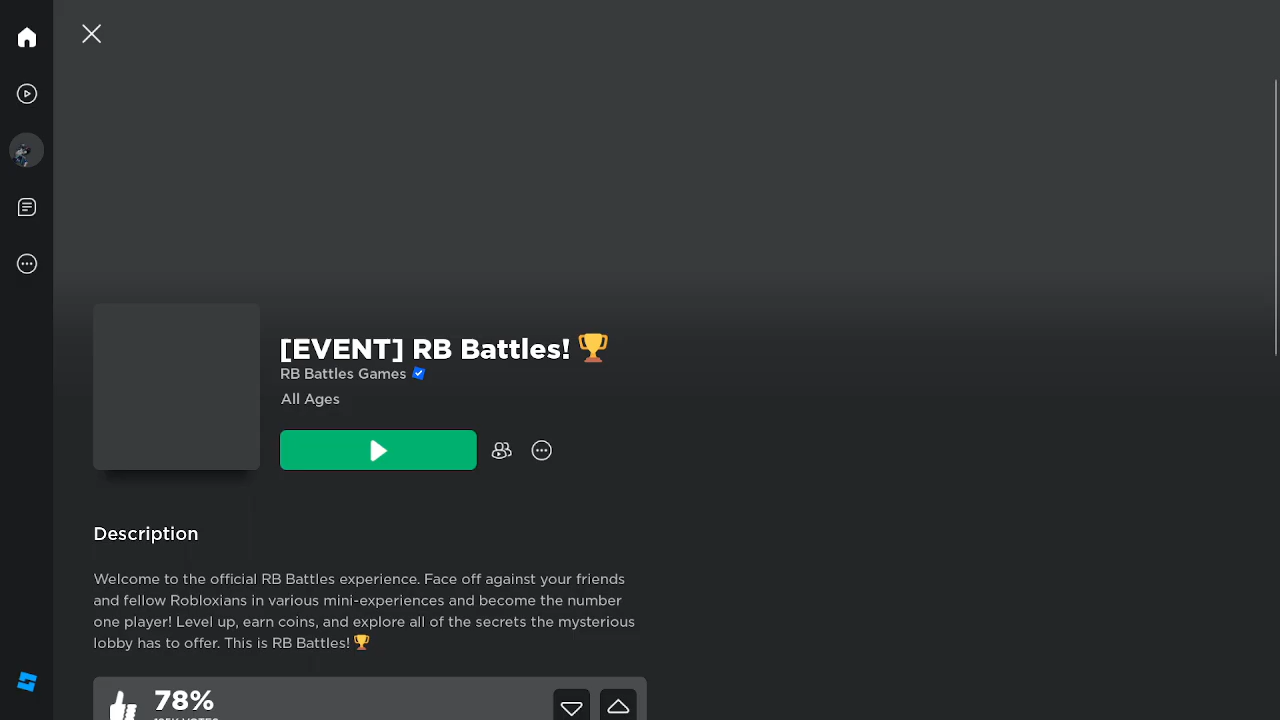 [EVENT] RB Battles! 🏆
RB Battles Games
All Ages
Description
Welcome to the official RB Battles experience. Face off against your friends
and fellow Robloxians in various mini-experiences and become the number
one player! Level up, earn coins, and explore all of the secrets the mysterious
lobby has to offer. This is RB Battles! 🏆
78%